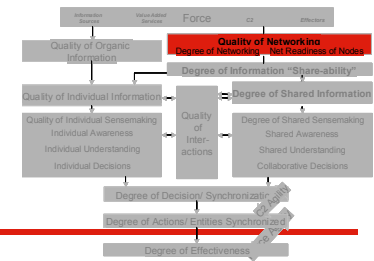 Information Sources
Value-Added Services
Force
C2
Effectors
Quality of Organic Information
Quality of Networking
Degree of Networking   Net Readiness of Nodes
Degree of Information “Share-ability”
Quality of Individual Information
Degree of Shared Information
Quality of Inter-actions
Quality of Individual Sensemaking
Individual Awareness
Individual Understanding
Individual Decisions
Degree of Shared Sensemaking
Shared Awareness
Shared Understanding
Collaborative Decisions
Degree of Decision/ Synchronizatio
C2 Agility
Degree of Actions/ Entities Synchronized
Degree of Effectiveness